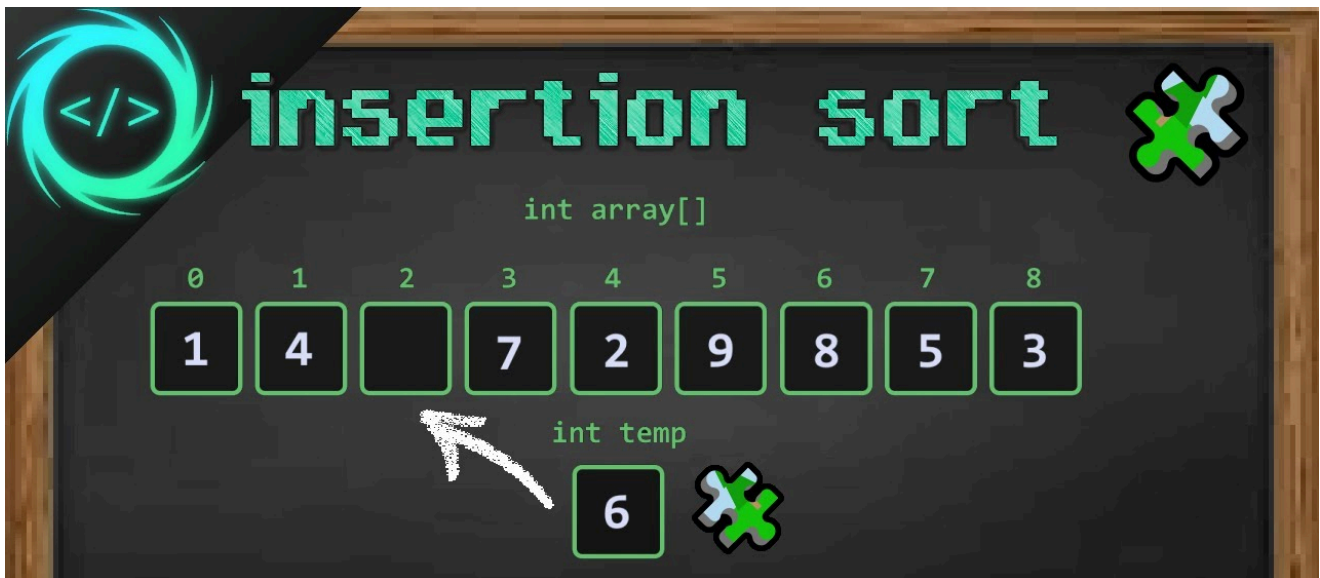 </>
insertion sort
int array[]
0 1 2 3 4 5 6 7 8
1 4 7 2 9 8 5 3
int temp
6